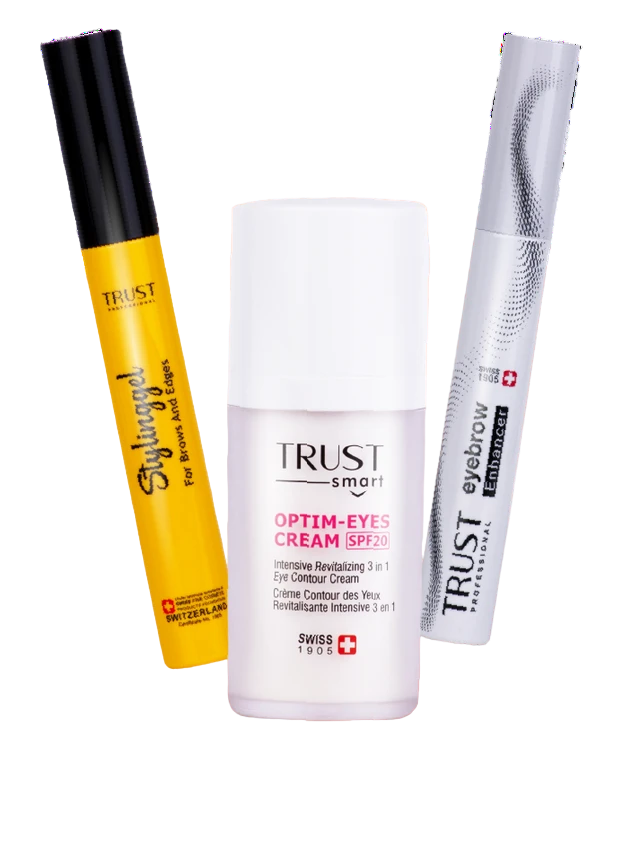 TRUST
PROFESSIONAL
Stylinggel
For Brows And Edges
SWITZERLAND
TRUST
smart
OPTIM-EYES
CREAM SPF20
Intensive Revitalizing 3 in 1
Eye Contour Cream
Crème Contour des Yeux
Revitalisante Intensive 3 en 1
SWISS
1905
SWISS
1905
eyebrow
Enhancer
TRUST
PROFESSIONAL